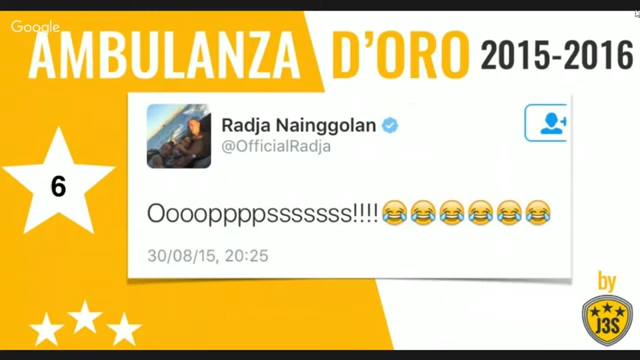 Google
AMBULANZA D'ORO 2015-2016
Radja Nainggolan
@OfficialRadja
6
Ooooppppsssssss!!!!😂😂😂😂😂😂
30/08/15, 20:25
by
J3S